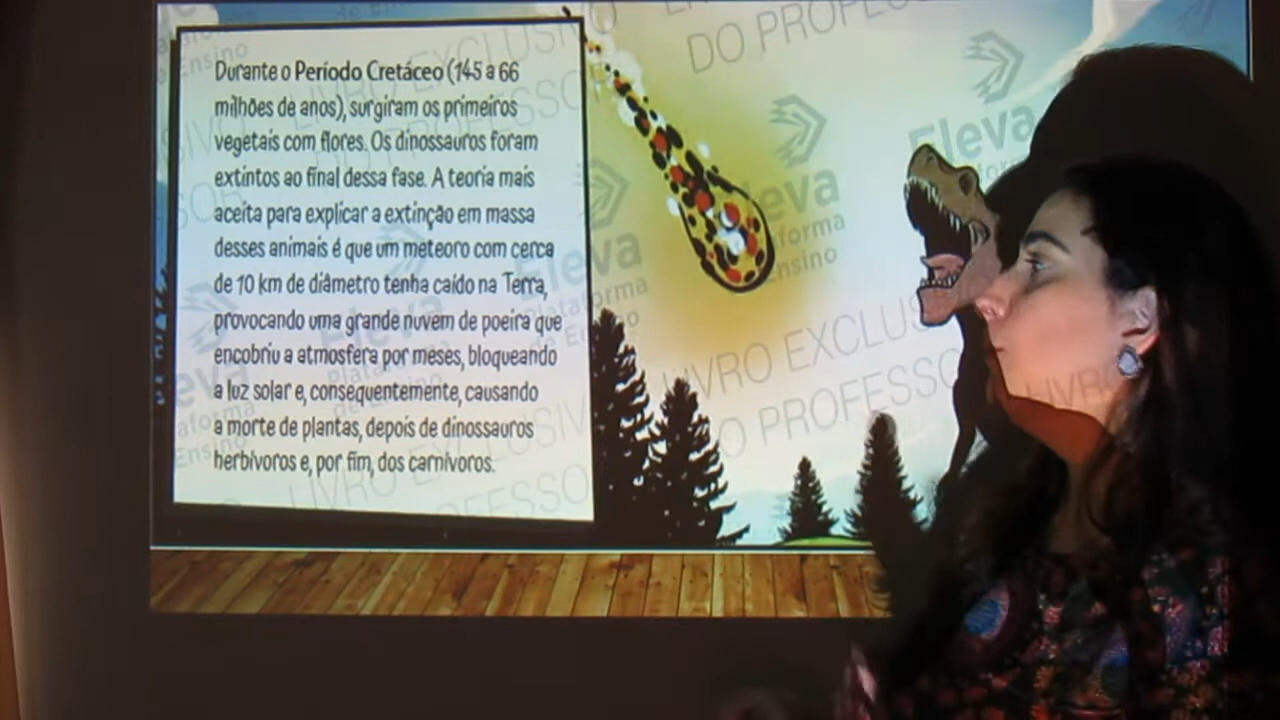 Durante o Período Cretáceo (145 a 66
milhões de anos), surgiram os primeiros
vegetais com flores. Os dinossauros foram
extintos ao final dessa fase. A teoria mais
aceita para explicar a extinção em massa
desses animais é que um meteoro com cerca
de 10 km de diâmetro tenha caído na Terra,
provocando uma grande nuvem de poeira que
encobriu a atmosfera por meses, bloqueando
a luz solar e, consequentemente, causando
a morte de plantas, depois de dinossauros
herbívoros e, por fim, dos carnívoros.
DO PROFESSOR
Eleva
Eleva
Plataforma
de Ensino
LIVRO EXCLUSIVO
DO PROFESSOR